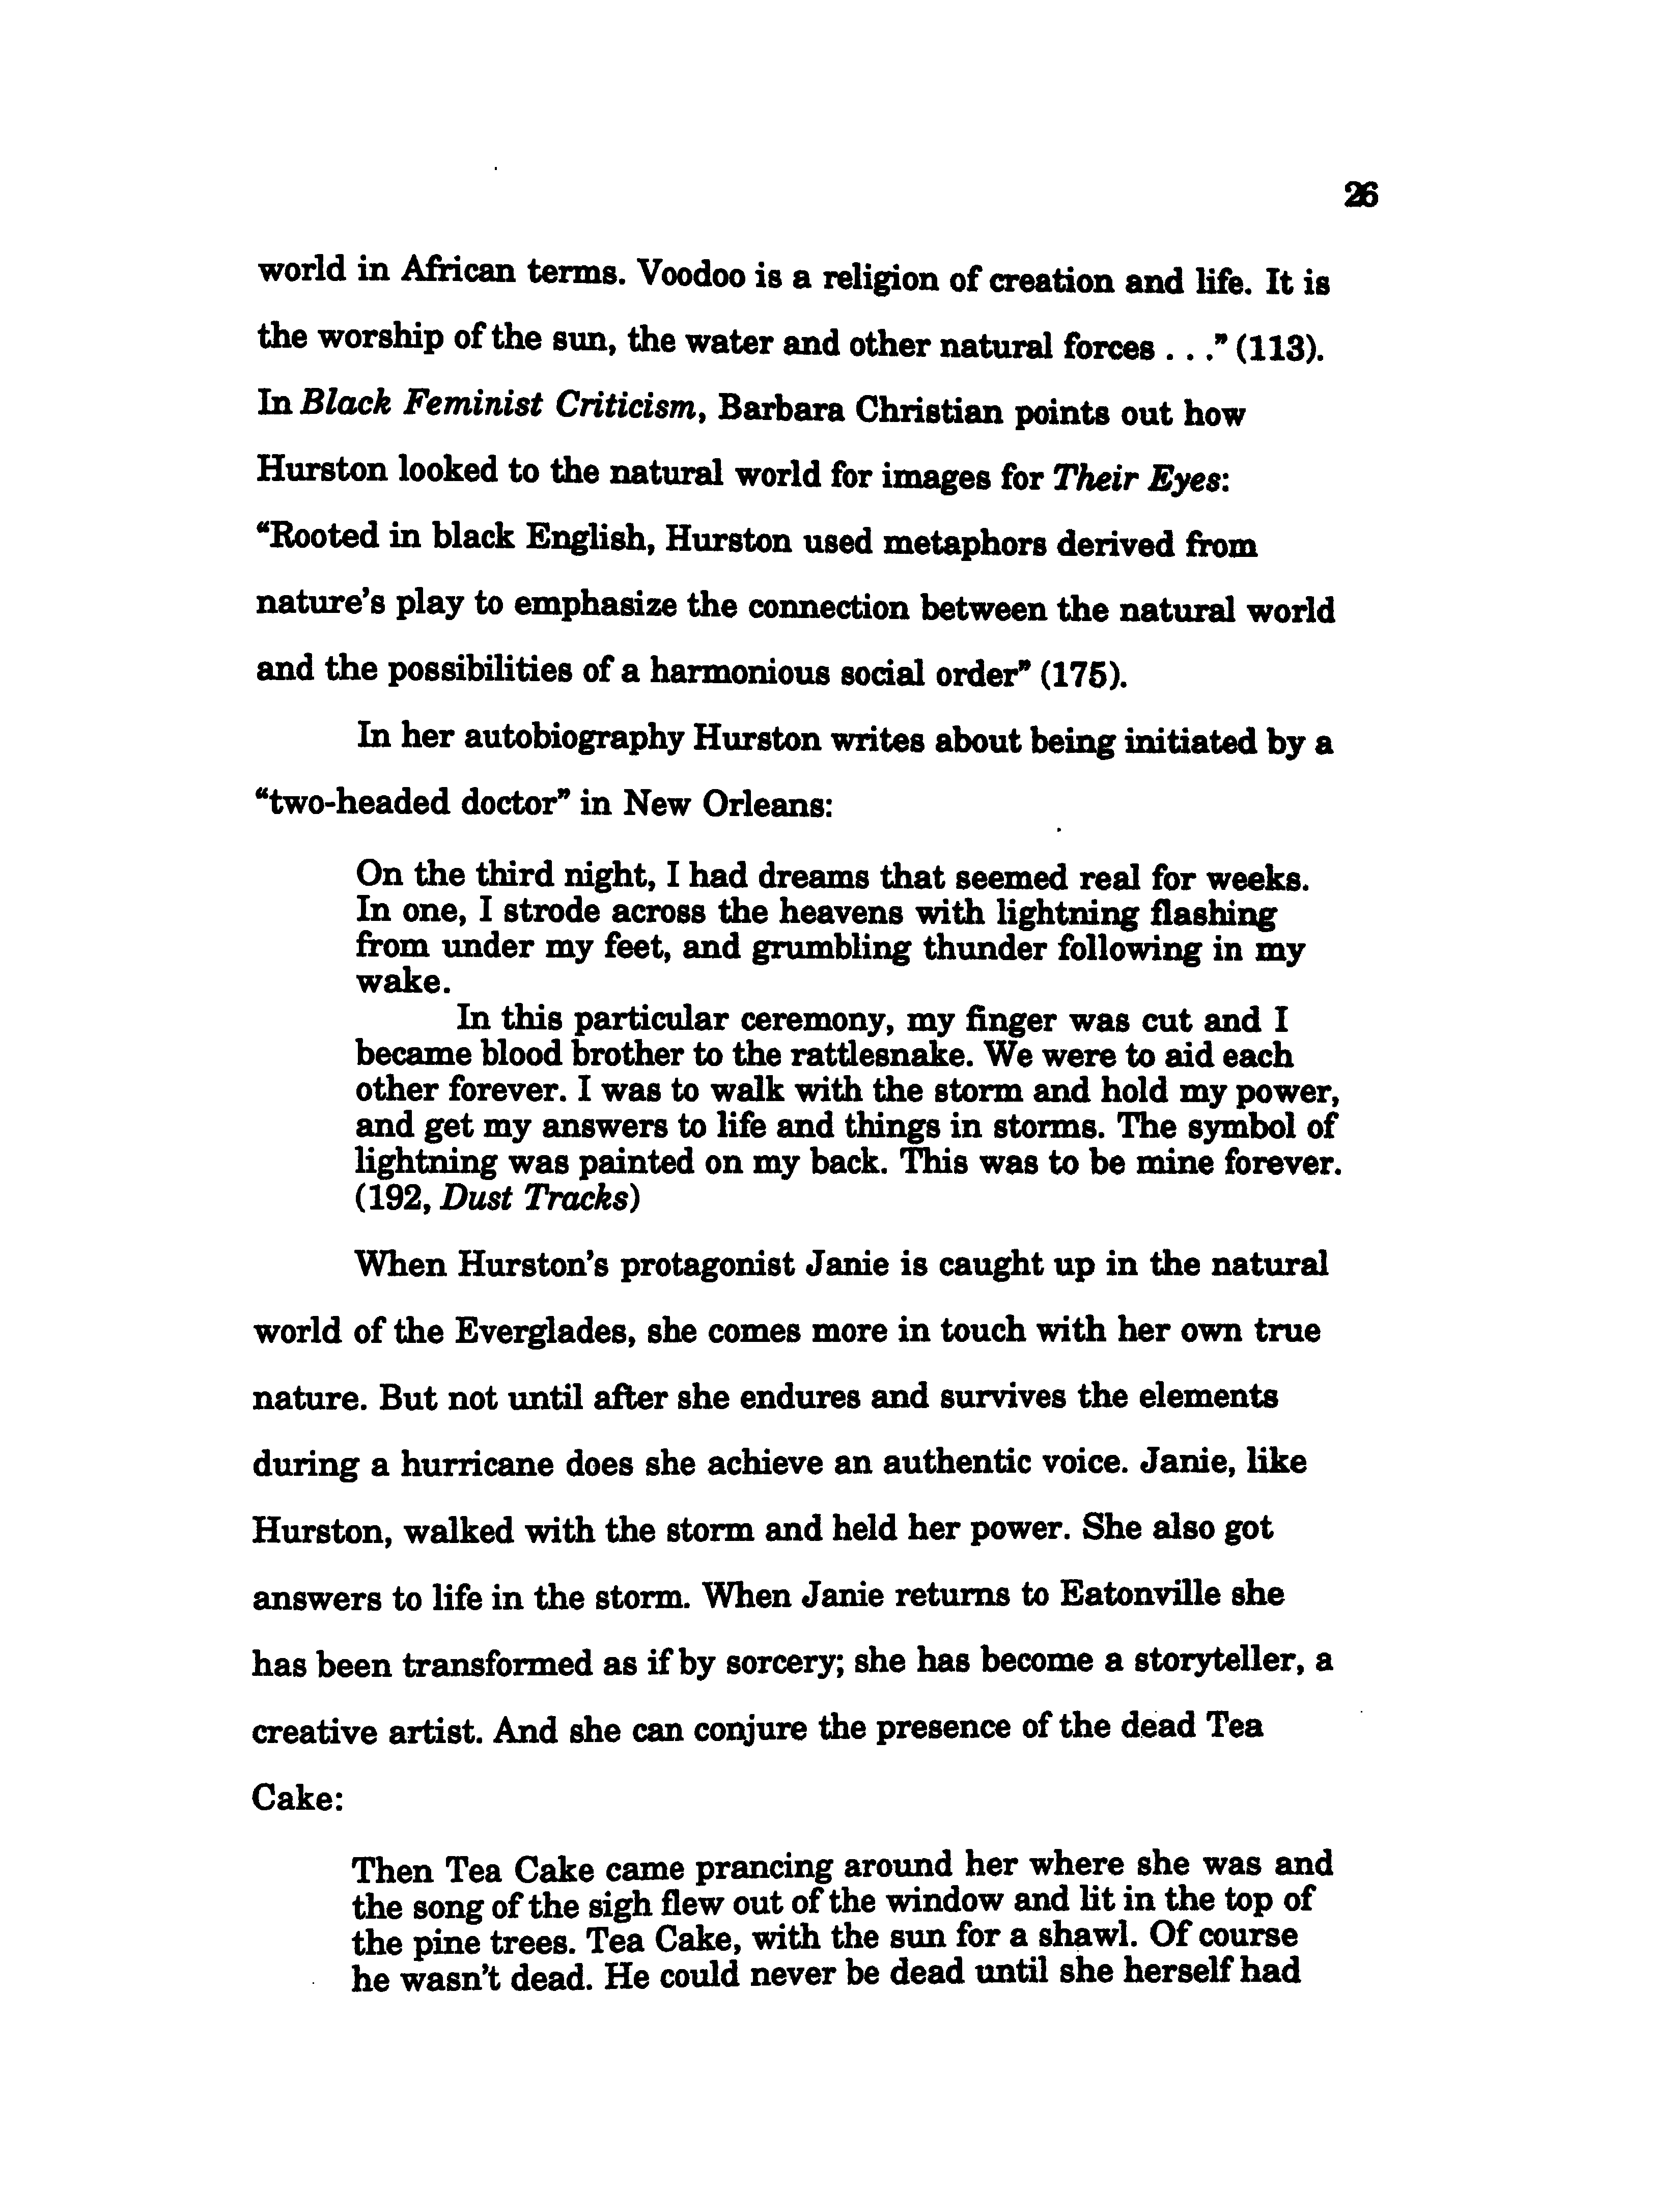 26
world in African terms. Voodoo is a religion of creation and life. It is
the worship of the sun, the water and other natural forces . . .” (113).
In Black Feminist Criticism, Barbara Christian points out how
Hurston looked to the natural world for images for Their Eyes:
“Rooted in black English, Hurston used metaphors derived from
nature’s play to emphasize the connection between the natural world
and the possibilities of a harmonious social order” (175).
In her autobiography Hurston writes about being initiated by a
“two-headed doctor” in New Orleans:
On the third night, I had dreams that seemed real for weeks.
In one, I strode across the heavens with lightning flashing
from under my feet, and grumbling thunder following in my
wake.
In this particular ceremony, my finger was cut and I
became blood brother to the rattlesnake. We were to aid each
other forever. I was to walk with the storm and hold my power,
and get my answers to life and things in storms. The symbol of
lightning was painted on my back. This was to be mine forever.
(192, Dust Tracks)
When Hurston’s protagonist Janie is caught up in the natural
world of the Everglades, she comes more in touch with her own true
nature. But not until after she endures and survives the elements
during a hurricane does she achieve an authentic voice. Janie, like
Hurston, walked with the storm and held her power. She also got
answers to life in the storm. When Janie returns to Eatonville she
has been transformed as if by sorcery; she has become a storyteller, a
creative artist. And she can conjure the presence of the dead Tea
Cake:
Then Tea Cake came prancing around her where she was and
the song of the sigh flew out of the window and lit in the top of
the pine trees. Tea Cake, with the sun for a shawl. Of course
he wasn’t dead. He could never be dead until she herself had